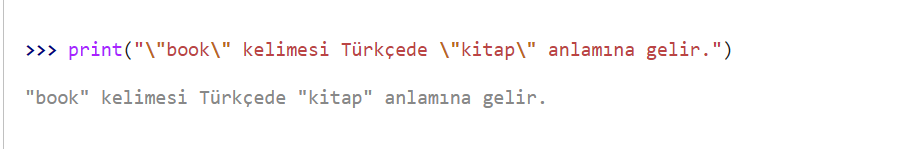 >>> print("\"book\" kelimesi Türkçede \"kitap\" anlamına gelir.")
"book" kelimesi Türkçede "kitap" anlamına gelir.